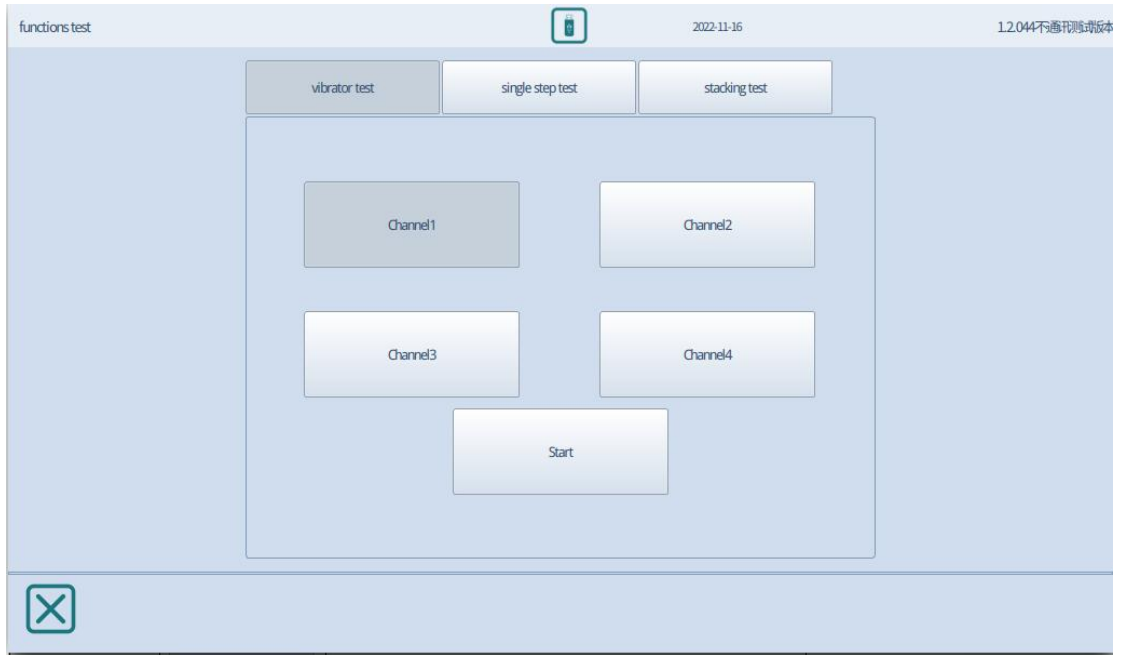 functions test
2022-11-16
1.2.044不通讯测试版本
vibrator test
single step test
stacking test
Channel1
Channel2
Channel3
Channel4
Start